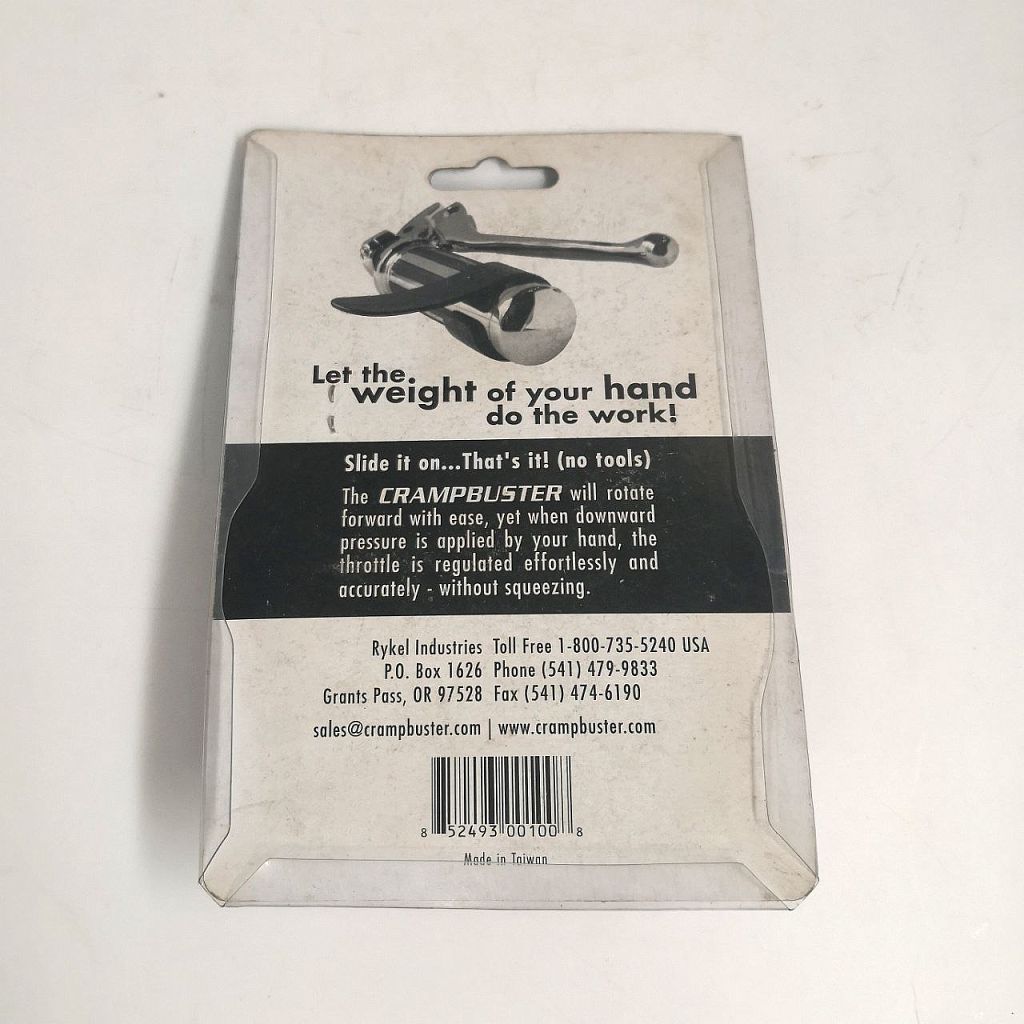 Let the weight of your hand
do the work!
Slide it on...That's it! (no tools)
The CRAMPBUSTER will rotate
forward with ease, yet when downward
pressure is applied by your hand, the
throttle is regulated effortlessly and
accurately - without squeezing.
Rykel Industries Toll Free 1-800-735-5240 USA
P.O. Box 1626 Phone (541) 479-9833
Grants Pass, OR 97528 Fax (541) 474-6190
sales@crampbuster.com | www.crampbuster.com
8 52493 00100 8
Made in Taiwan